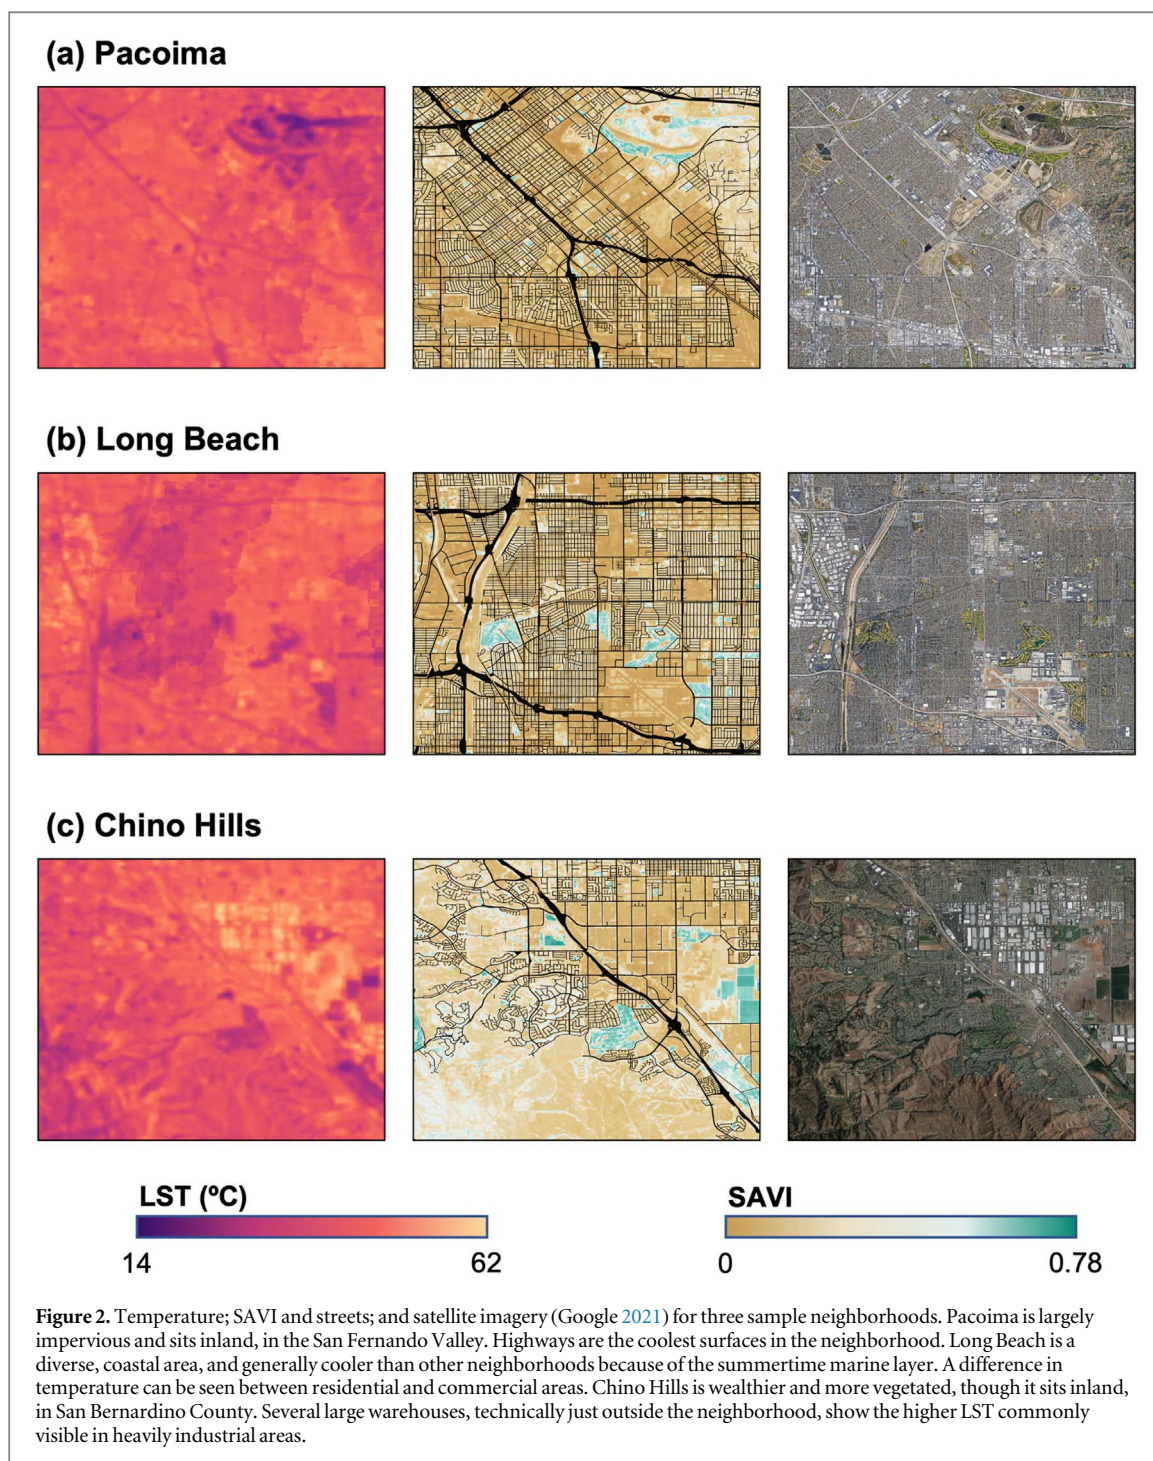 (a) Pacoima
(b) Long Beach
(c) Chino Hills
LST (ºC)
14
62
SAVI
0
0.78
Figure 2. Temperature; SAVI and streets; and satellite imagery (Google 2021) for three sample neighborhoods. Pacoima is largely
impervious and sits inland, in the San Fernando Valley. Highways are the coolest surfaces in the neighborhood. Long Beach is a
diverse, coastal area, and generally cooler than other neighborhoods because of the summertime marine layer. A difference in
temperature can be seen between residential and commercial areas. Chino Hills is wealthier and more vegetated, though it sits inland,
in San Bernardino County. Several large warehouses, technically just outside the neighborhood, show the higher LST commonly
visible in heavily industrial areas.